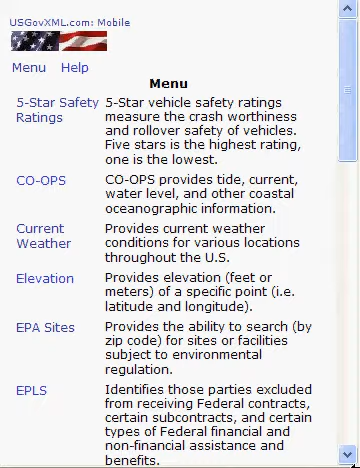 USGovXML.com: Mobile
Menu Help
Menu
5-Star Safety Ratings
5-Star vehicle safety ratings
measure the crash worthiness
and rollover safety of vehicles.
Five stars is the highest rating,
one is the lowest.
CO-OPS
CO-OPS provides tide, current,
water level, and other coastal
oceanographic information.
Current
Weather
Provides current weather
conditions for various locations
throughout the U.S.
Elevation
Provides elevation (feet or
meters) of a specific point (i.e.
latitude and longitude).
EPA Sites
Provides the ability to search (by
zip code) for sites or facilities
subject to environmental
regulation.
EPLS
Identifies those parties excluded
from receiving Federal contracts,
certain subcontracts, and certain
types of Federal financial and
non-financial assistance and
benefits.